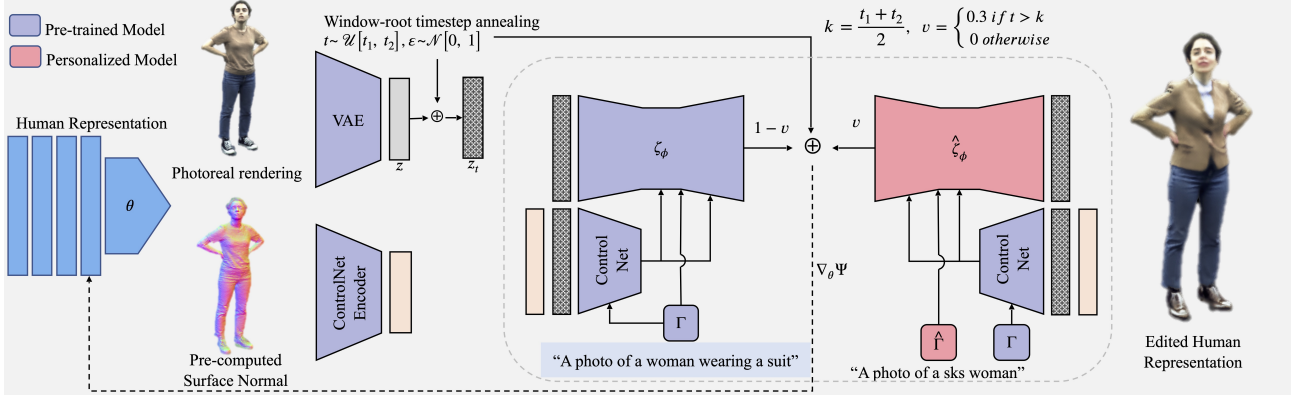 Pre-trained Model
Personalized Model
Human Representation
θ
Photoreal rendering
Pre-computed
Surface Normal
Window-root timestep annealing
t~ 𝒰[t₁, t₂], ε~𝒩[0, 1]
VAE
z
zₜ
ControlNet
Encoder
k = (t₁ + t₂)/2, v = { 0.3 if t > k
0 otherwise
ζ_ϕ
1 − v
v
ζ̂_ϕ
Control
Net
Γ
"A photo of a woman wearing a suit"
∇_θ Ψ
Control
Net
Γ̂
Γ
"A photo of a sks woman"
Edited Human
Representation